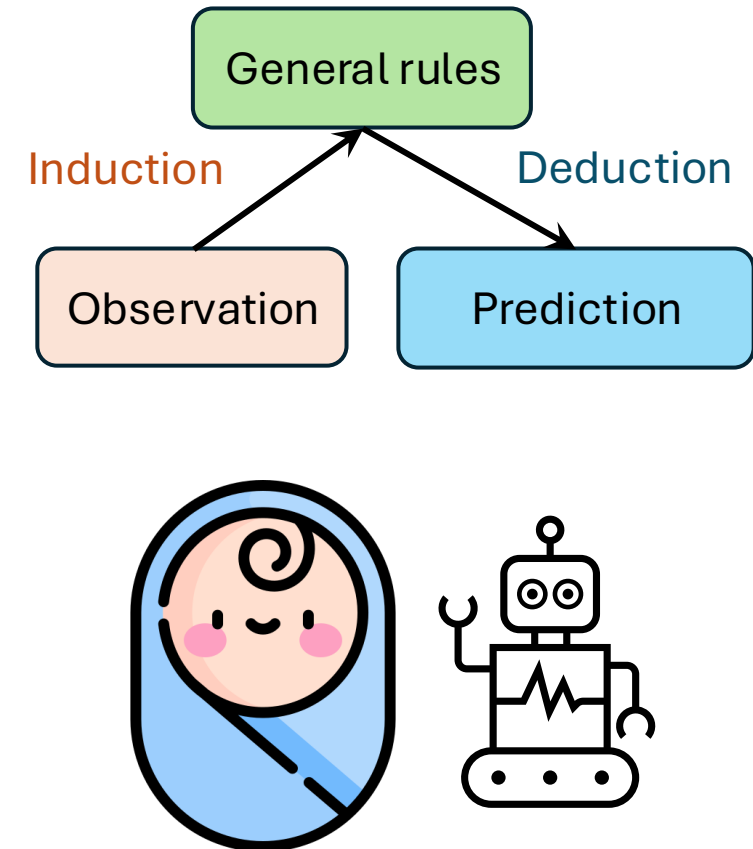 General rules
Induction
Deduction
Observation
Prediction